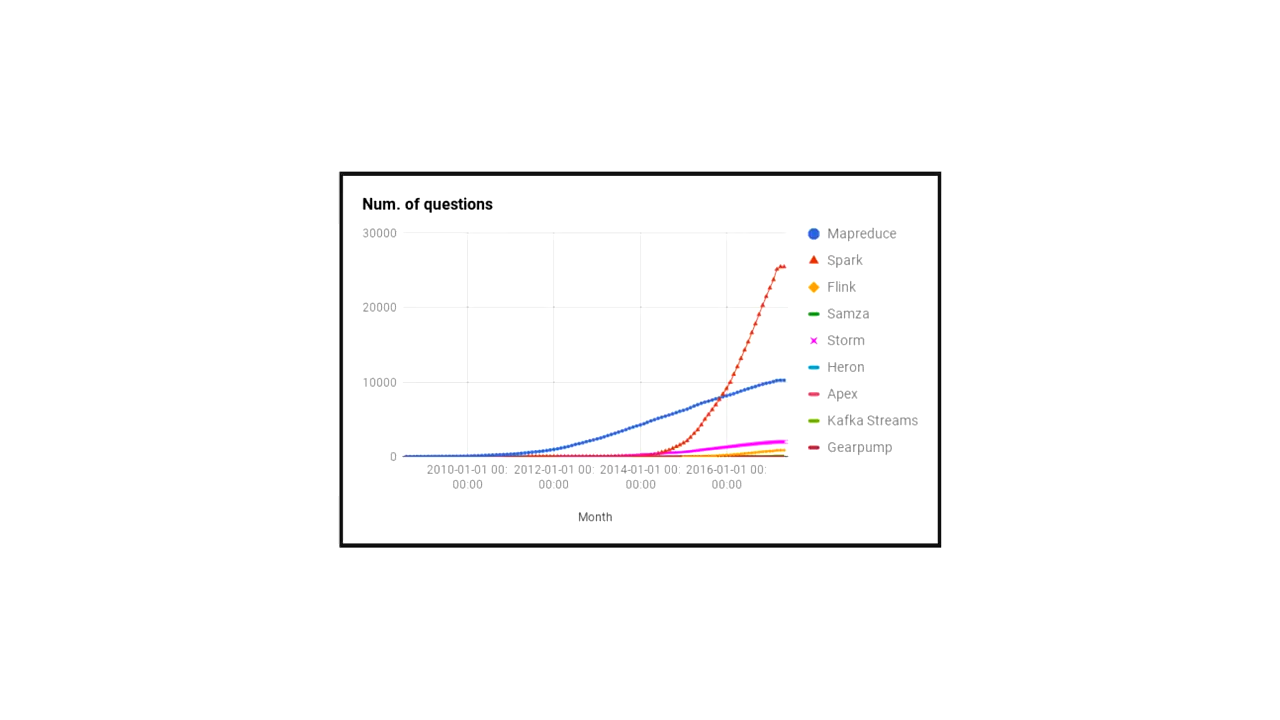 Num. of questions
30000
20000
10000
0
2010-01-01 00:
00:00
2012-01-01 00:
00:00
2014-01-01 00:
00:00
2016-01-01 00:
00:00
Month
Mapreduce
Spark
Flink
Samza
Storm
Heron
Apex
Kafka Streams
Gearpump